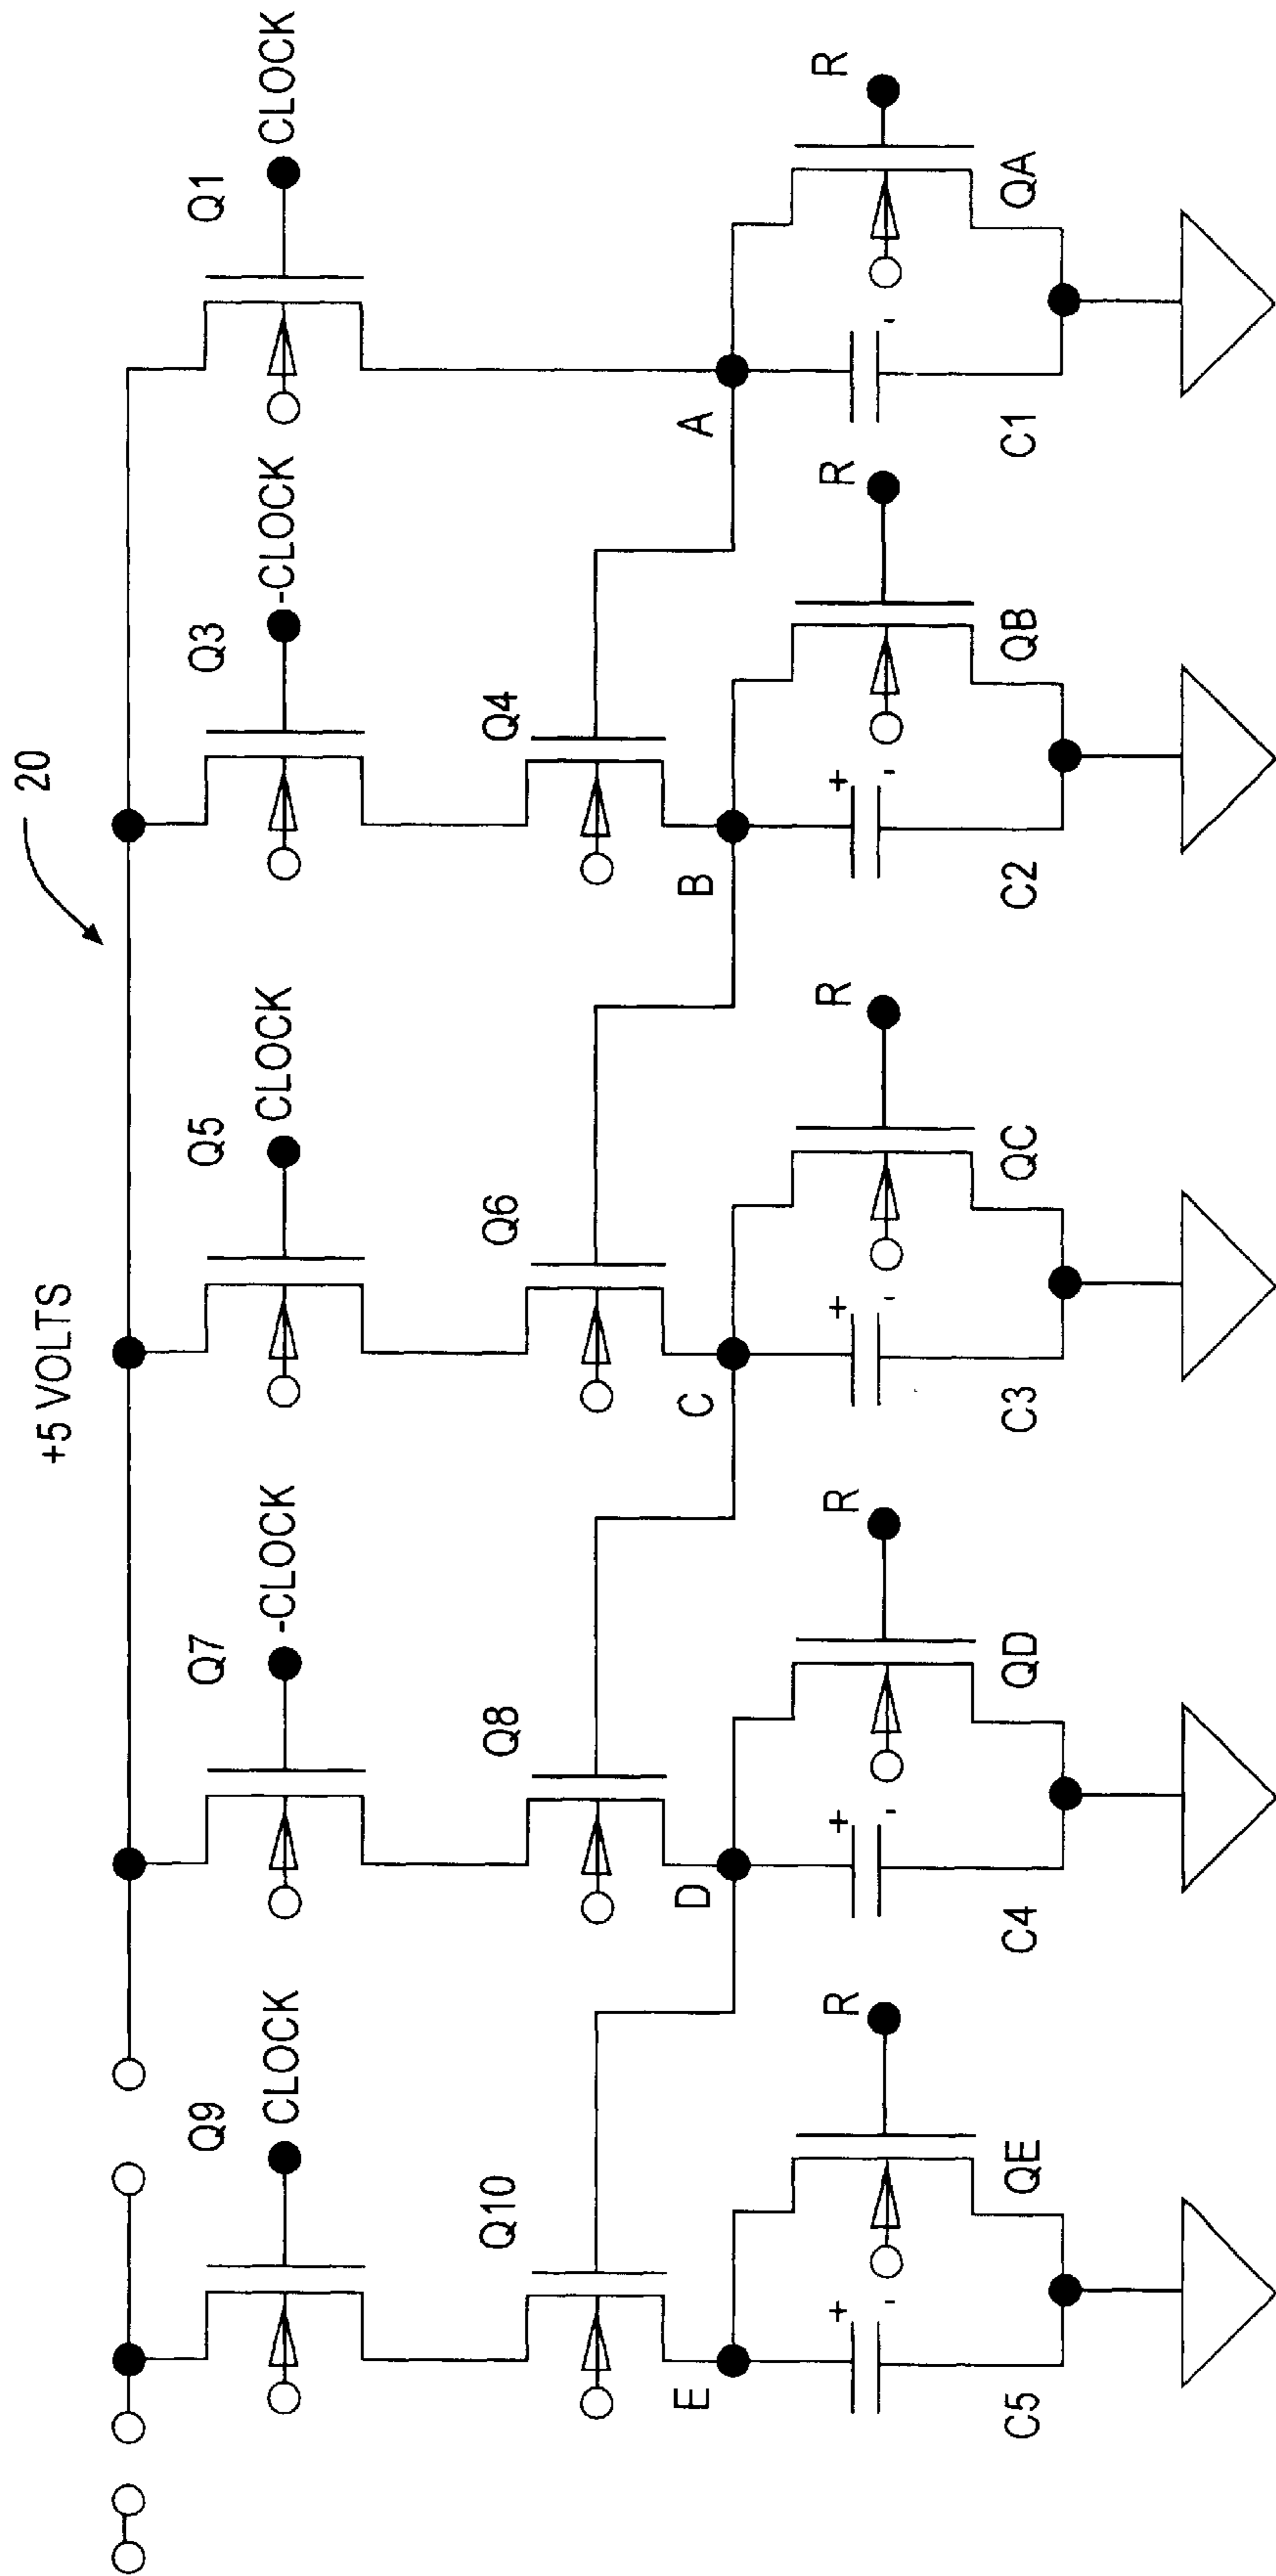 20
+5 VOLTS
Q9
CLOCK
Q7
-CLOCK
Q5
CLOCK
Q3
-CLOCK
Q1
CLOCK
Q10
Q8
Q6
Q4
E
D
C
B
A
R
R
R
R
R
+
-
+
-
+
-
+
-
-
C5
QE
C4
QD
C3
QC
C2
QB
C1
QA